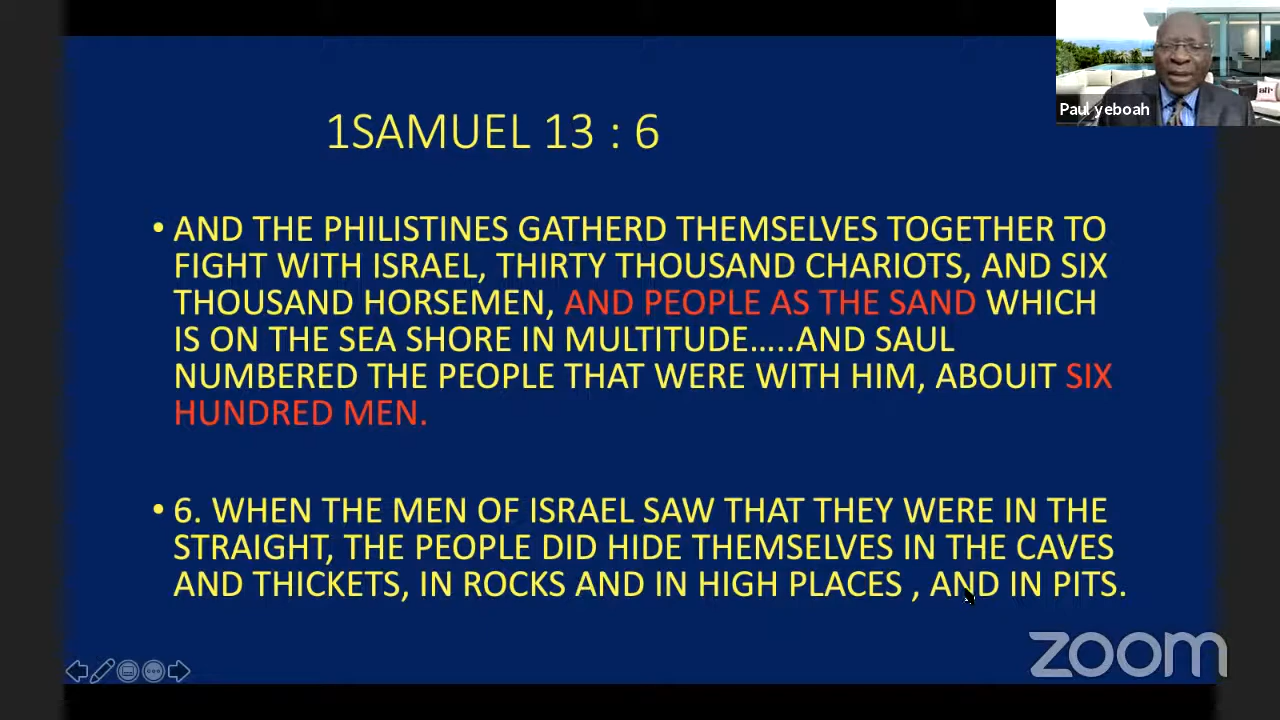 1SAMUEL 13 : 6
• AND THE PHILISTINES GATHERD THEMSELVES TOGETHER TO
FIGHT WITH ISRAEL, THIRTY THOUSAND CHARIOTS, AND SIX
THOUSAND HORSEMEN, AND PEOPLE AS THE SAND WHICH
IS ON THE SEA SHORE IN MULTITUDE…..AND SAUL
NUMBERED THE PEOPLE THAT WERE WITH HIM, ABOUIT SIX
HUNDRED MEN.
• 6. WHEN THE MEN OF ISRAEL SAW THAT THEY WERE IN THE
STRAIGHT, THE PEOPLE DID HIDE THEMSELVES IN THE CAVES
AND THICKETS, IN ROCKS AND IN HIGH PLACES , AND IN PITS.
Paul yeboah
zoom